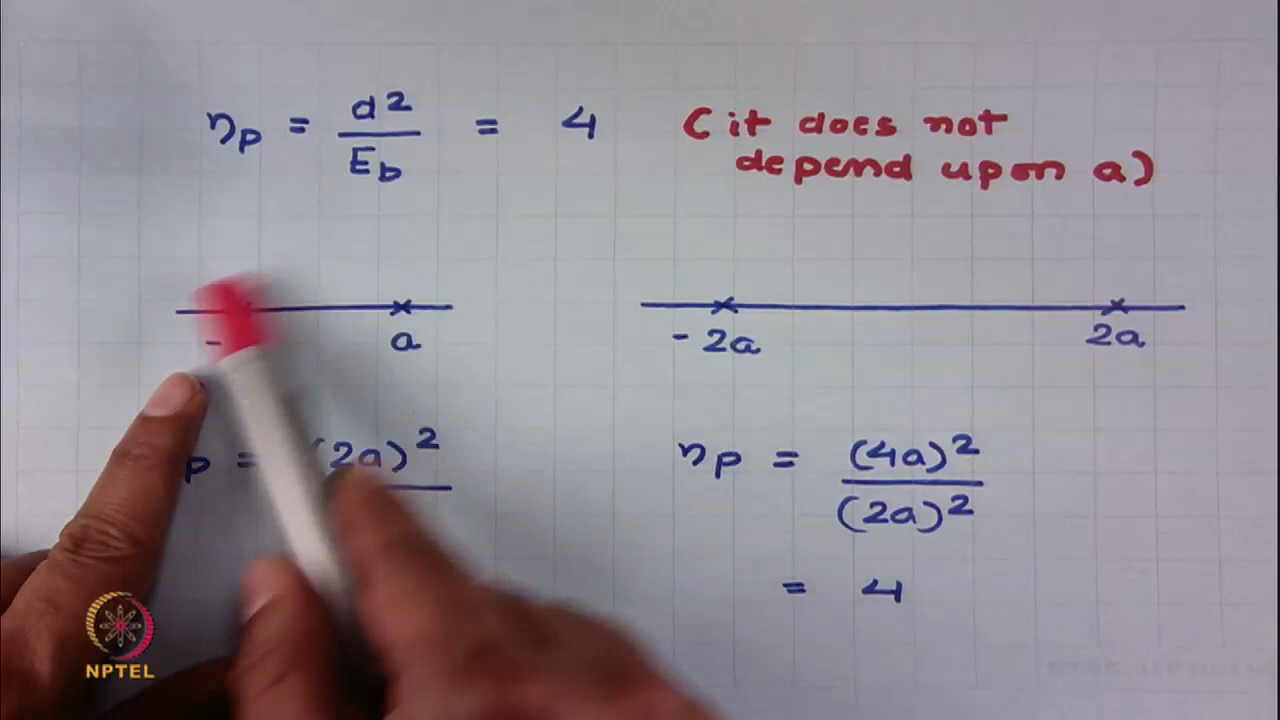 ηp = d² / Eb = 4 (it does not
depend upon a)
- a
-2a 2a
p = (2a)²
ηp = (4a)² / (2a)²
= 4
NPTEL